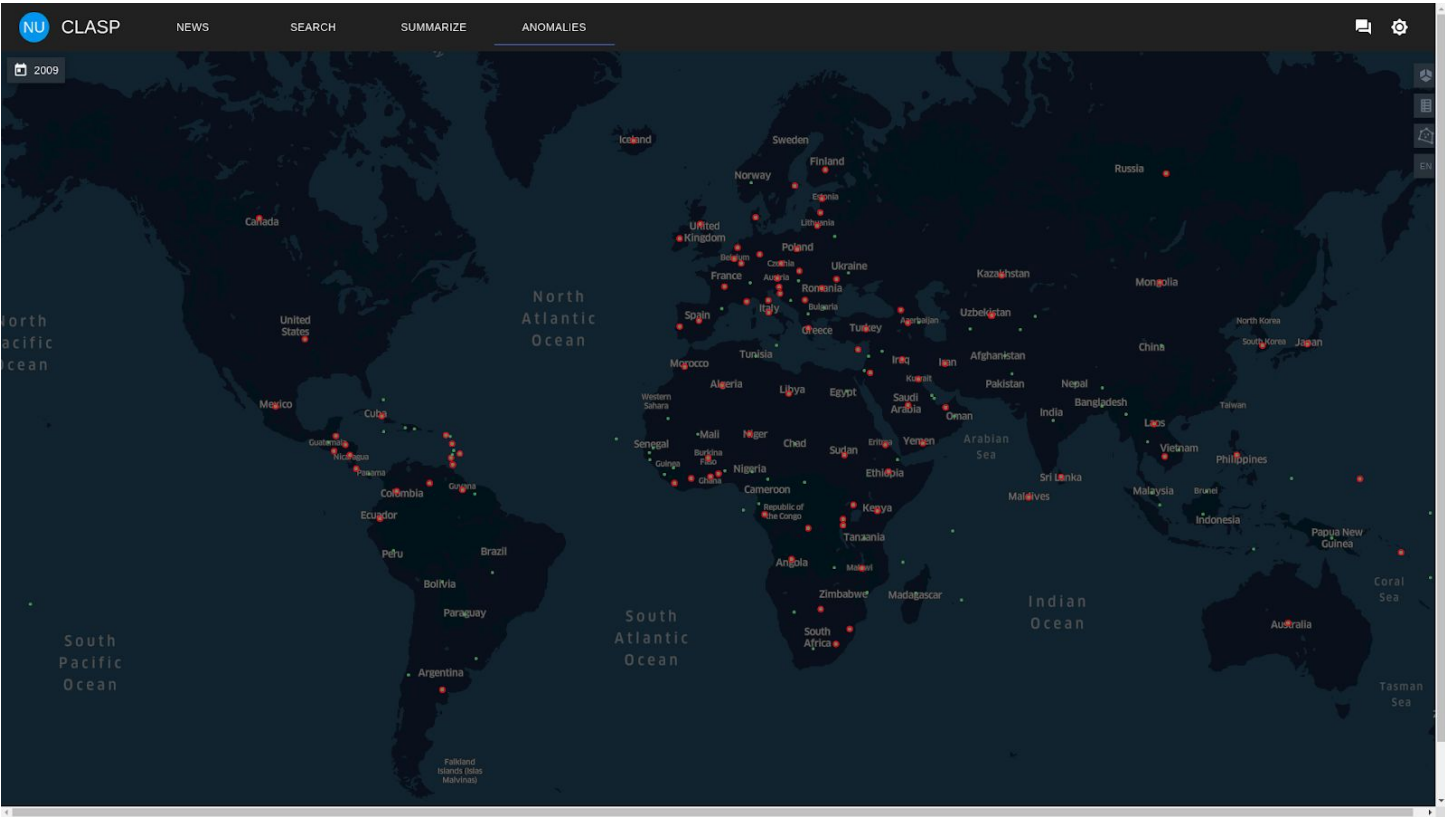 NU CLASP NEWS SEARCH SUMMARIZE ANOMALIES
2009
EN
Iceland
Sweden
Finland
Norway
Russia
Estonia
Canada
United
Kingdom
Lithuania
Poland
Belgium
Czechia
Ukraine
France
Austria
Kazakhstan
Mongolia
Romania
North
Atlantic
Ocean
Italy
Bulgaria
Spain
Uzbekistan
North Korea
orth
acific
cean
United
States
Greece
Turkey
Azerbaijan
South Korea
Japan
China
Tunisia
Afghanistan
Morocco
Iraq
Iran
Algeria
Libya
Egypt
Kuwait
Pakistan
Nepal
Western
Sahara
Saudi
Arabia
Bangladesh
Taiwan
Mexico
Cuba
Oman
India
Laos
Mali
Niger
Chad
Sudan
Eritrea
Yemen
Arabian
Sea
Senegal
Guatemala
Nicaragua
Burkina
Faso
Vietnam
Philippines
Guinea
Nigeria
Ethiopia
Panama
Ghana
Sri Lanka
Colombia
Guyana
Cameroon
Maldives
Malaysia
Brunei
Republic of
the Congo
Kenya
Ecuador
Indonesia
Tanzania
Papua New
Guinea
Peru
Brazil
Angola
Malawi
Bolivia
Zimbabwe
Madagascar
Coral
Sea
Indian
Ocean
Paraguay
South
Atlantic
Ocean
South
Africa
Australia
South
Pacific
Ocean
Argentina
Tasman
Sea
Falkland
Islands (Islas
Malvinas)